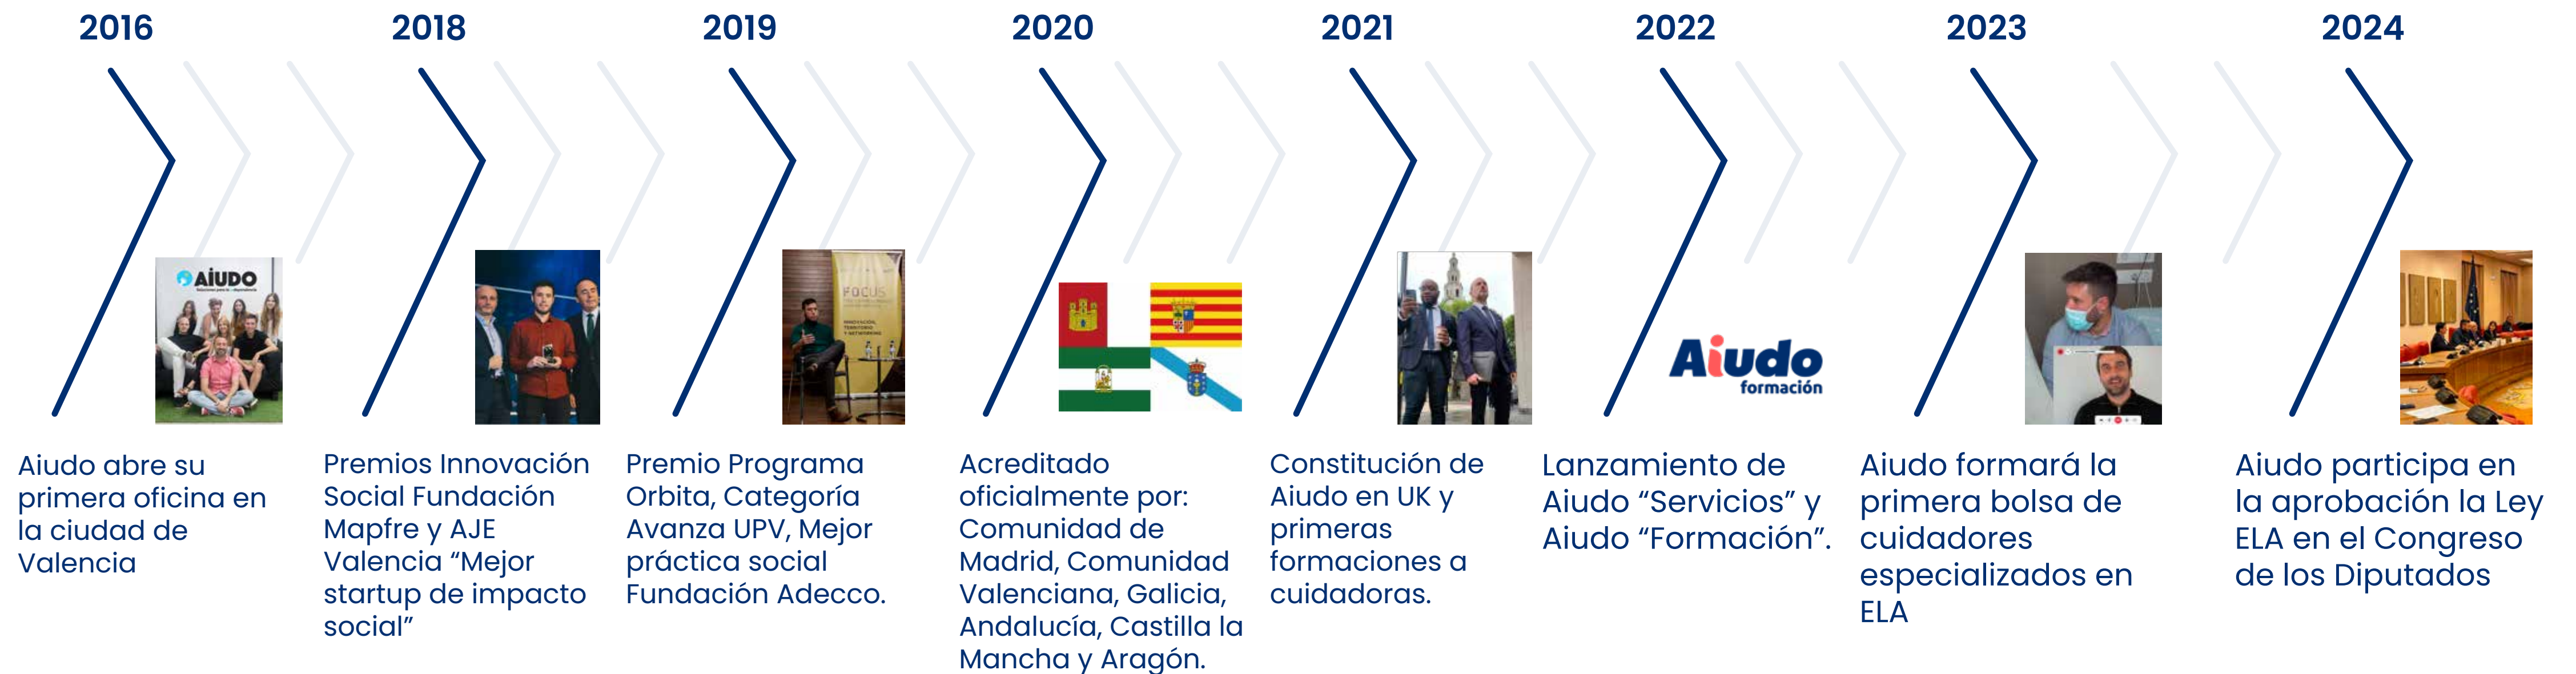 2016
2018
2019
2020
2021
2022
2023
2024
AiUDO
FOCUS
INNOVACIÓN,
TERRITORIO
Y NETWORKING
Aiudo
formación
Aiudo abre su
primera oficina en
la ciudad de
Valencia
Premios Innovación
Social Fundación
Mapfre y AJE
Valencia “Mejor
startup de impacto
social”
Premio Programa
Orbita, Categoría
Avanza UPV, Mejor
práctica social
Fundación Adecco.
Acreditado
oficialmente por:
Comunidad de
Madrid, Comunidad
Valenciana, Galicia,
Andalucía, Castilla la
Mancha y Aragón.
Constitución de
Aiudo en UK y
primeras
formaciones a
cuidadoras.
Lanzamiento de
Aiudo “Servicios” y
Aiudo “Formación”.
Aiudo formará la
primera bolsa de
cuidadores
especializados en
ELA
Aiudo participa en
la aprobación la Ley
ELA en el Congreso
de los Diputados